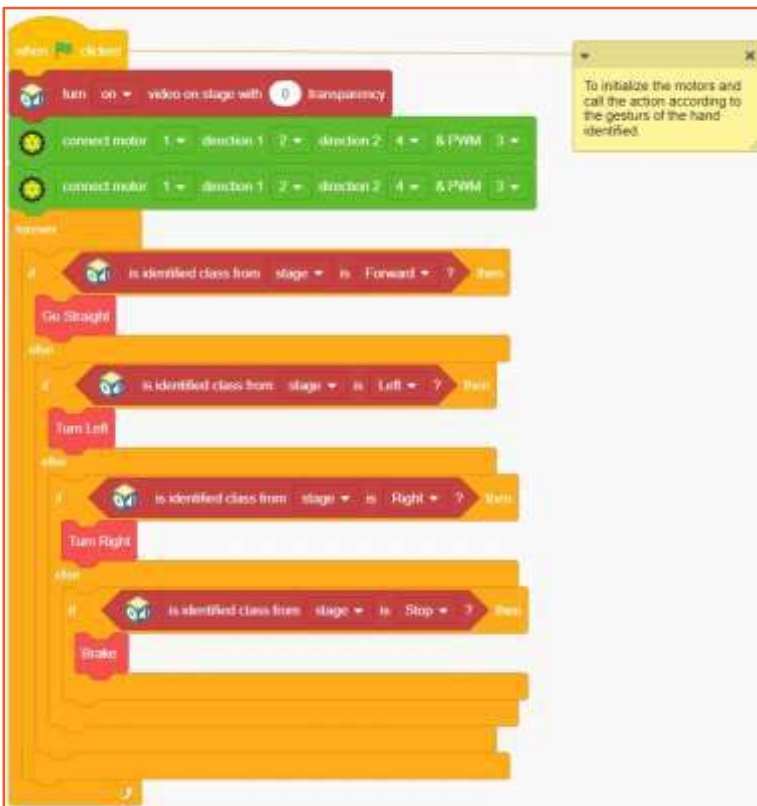 when clicked
To initialize the motors and
call the action according to
the gesturs of the hand
identified.
turn on video on stage with 0 transparency
connect motor 1 direction 1 2 direction 2 4 & PWM 3
connect motor 1 direction 1 2 direction 2 4 & PWM 3
forever
if is identified class from stage is Forward ? then
Go Straight
else
if is identified class from stage is Left ? then
Turn Left
else
if is identified class from stage is Right ? then
Turn Right
else
if is identified class from stage is Stop ? then
Brake